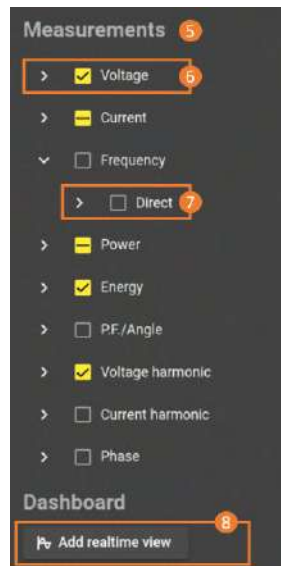 Measurements 5
Voltage 6
Current
Frequency
Direct 7
Power
Energy
P.F./Angle
Voltage harmonic
Current harmonic
Phase
Dashboard
8
Add realtime view